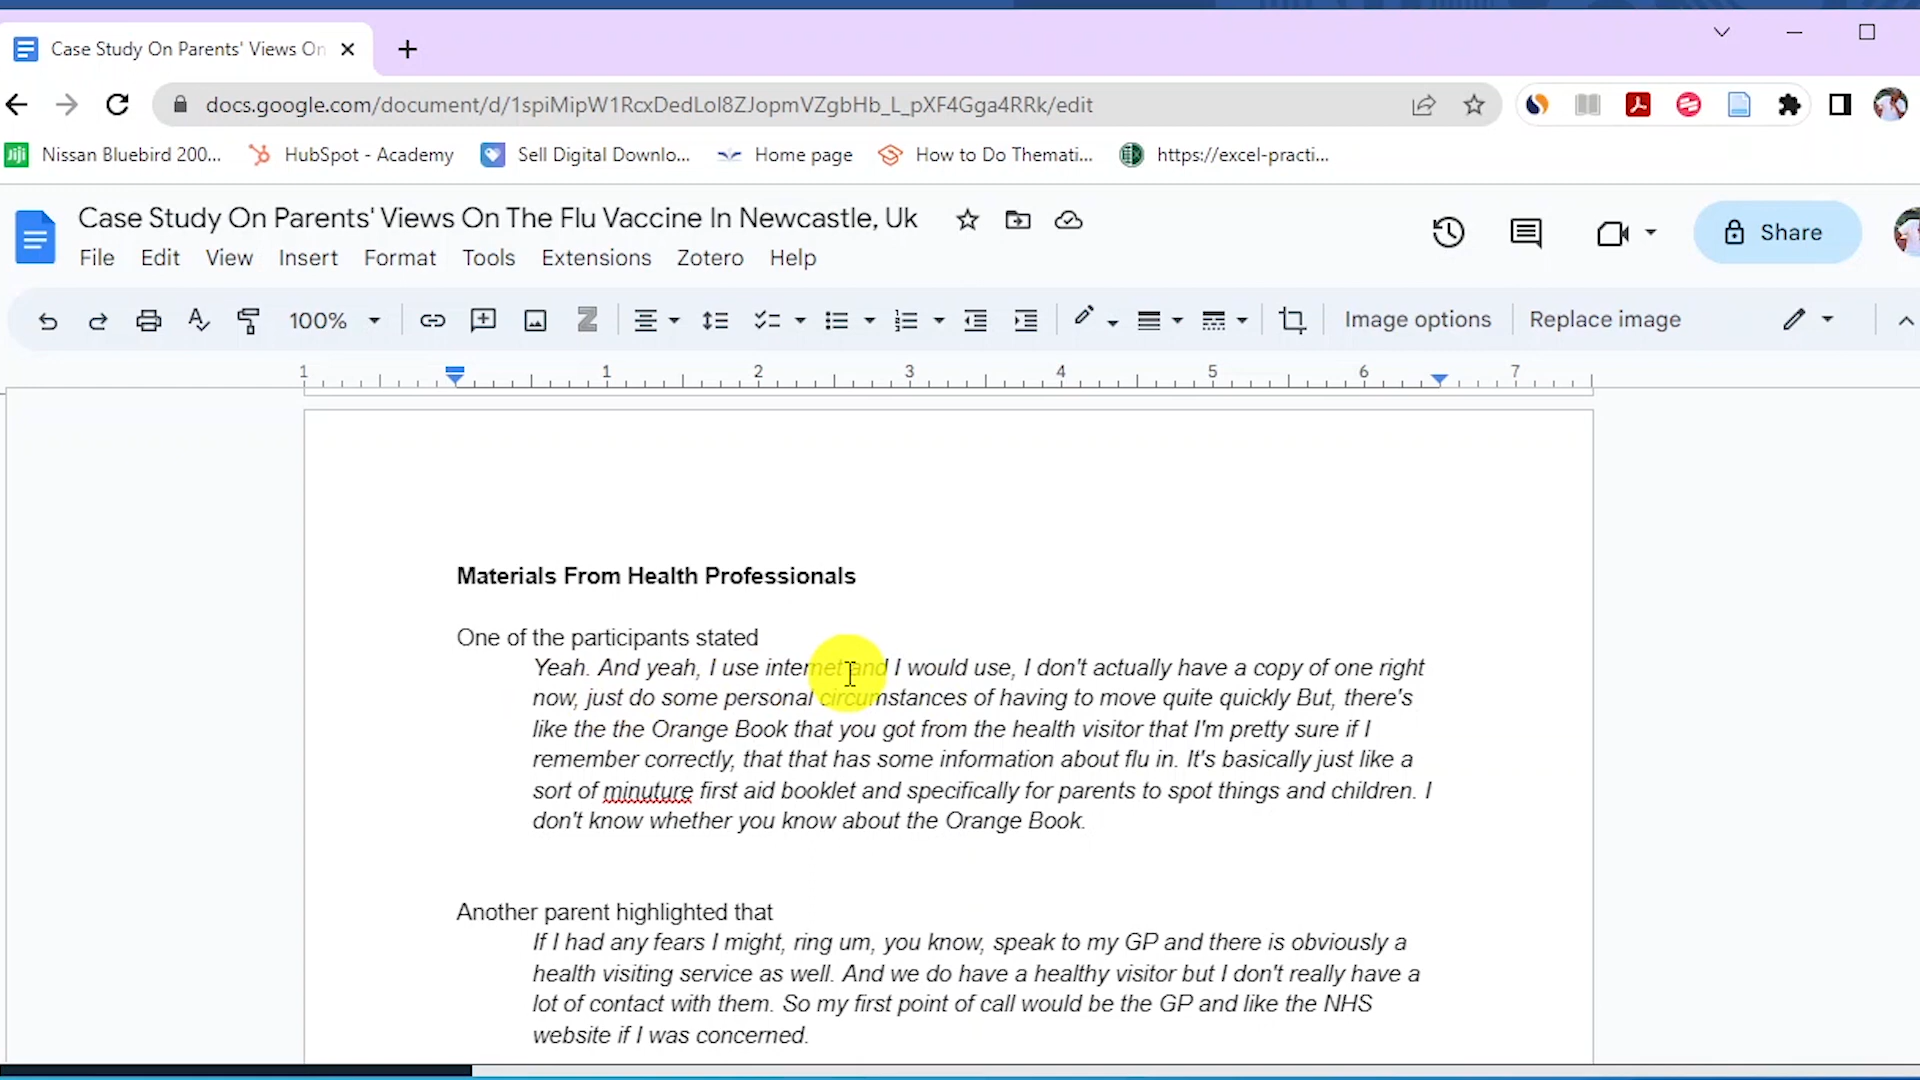 Case Study On Parents' Views On
docs.google.com/document/d/1spiMipW1RcxDedLol8ZJopmVZgbHb_L_pXF4Gga4RRk/edit
Jiji Nissan Bluebird 200... HubSpot - Academy Sell Digital Downlo... Home page How to Do Themati... https://excel-practi...
Case Study On Parents' Views On The Flu Vaccine In Newcastle, Uk
Share
File Edit View Insert Format Tools Extensions Zotero Help
100% Z Image options Replace image
1 1 2 3 4 5 6 7
Materials From Health Professionals
One of the participants stated
Yeah. And yeah, I use internet and I would use, I don't actually have a copy of one right
now, just do some personal circumstances of having to move quite quickly But, there's
like the the Orange Book that you got from the health visitor that I'm pretty sure if I
remember correctly, that that has some information about flu in. It's basically just like a
sort of minuture first aid booklet and specifically for parents to spot things and children. I
don't know whether you know about the Orange Book.
Another parent highlighted that
If I had any fears I might, ring um, you know, speak to my GP and there is obviously a
health visiting service as well. And we do have a healthy visitor but I don't really have a
lot of contact with them. So my first point of call would be the GP and like the NHS
website if I was concerned.